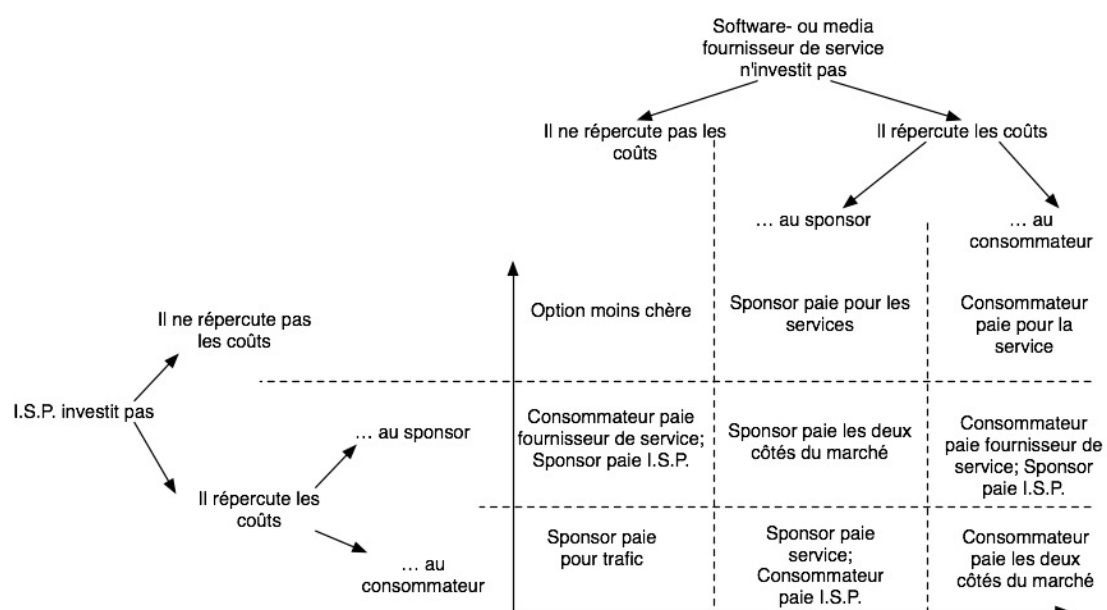 Software- ou media
fournisseur de service
n'investit pas
Il ne répercute pas les
coûts
Il répercute les coûts
… au sponsor
… au
consommateur
Il ne répercute pas
les coûts
I.S.P. investit pas
… au sponsor
Il répercute les
coûts
… au
consommateur
Option moins chère
Sponsor paie pour les
services
Consommateur
paie pour la
service
Consommateur paie
fournisseur de service;
Sponsor paie I.S.P.
Sponsor paie les deux
côtés du marché
Consommateur
paie fournisseur de
service; Sponsor
paie I.S.P.
Sponsor paie
pour trafic
Sponsor paie
service;
Consommateur
paie I.S.P.
Consommateur
paie les deux
côtés du marché